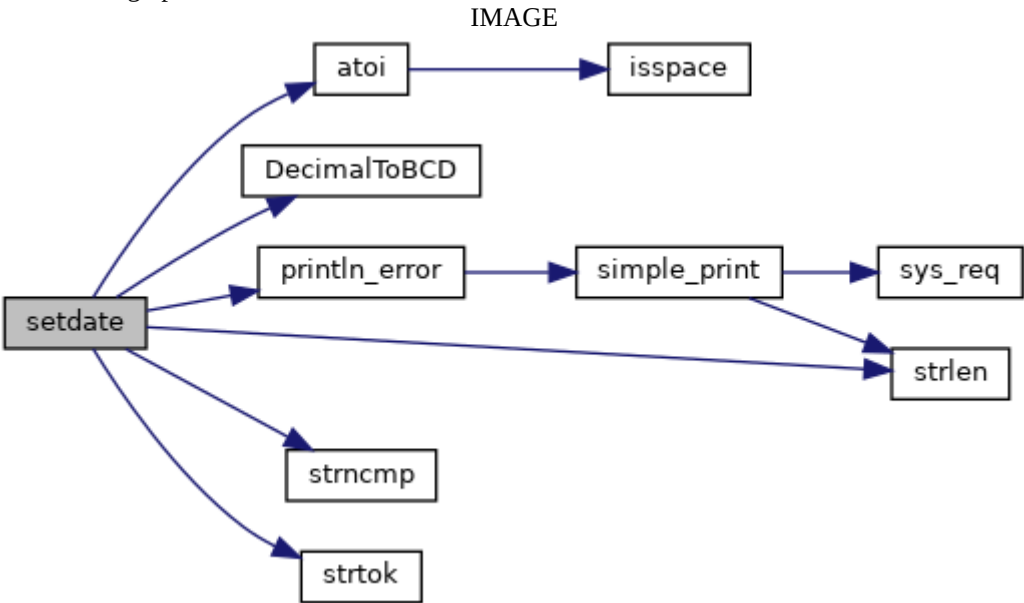 IMAGE
atoi
isspace
DecimalToBCD
println_error
simple_print
sys_req
setdate
strlen
strncmp
strtok